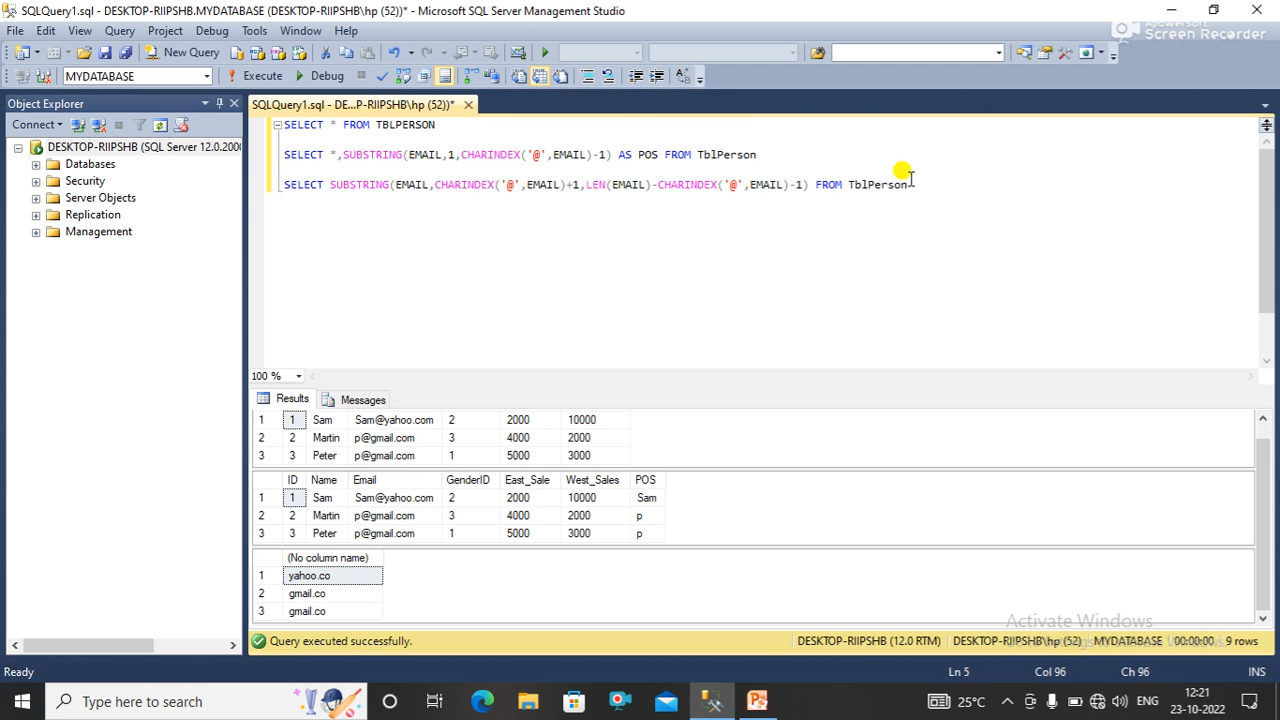 SQLQuery1.sql - DESKTOP-RIIPSHB.MYDATABASE (DESKTOP-RIIPSHB\hp (52))* - Microsoft SQL Server Management Studio
File Edit View Query Project Debug Tools Window Help
Apowersoft
Screen Recorder
New Query
MYDATABASE Execute Debug
Object Explorer
SQLQuery1.sql - DE...P-RIIPSHB\hp (52))*
Connect
DESKTOP-RIIPSHB (SQL Server 12.0.2000
Databases
Security
Server Objects
Replication
Management
SELECT * FROM TBLPERSON
SELECT *,SUBSTRING(EMAIL,1,CHARINDEX('@',EMAIL)-1) AS POS FROM TblPerson
SELECT SUBSTRING(EMAIL,CHARINDEX('@',EMAIL)+1,LEN(EMAIL)-CHARINDEX('@',EMAIL)-1) FROM TblPerson
100 %
Results Messages
1 1 Sam Sam@yahoo.com 2 2000 10000
2 2 Martin p@gmail.com 3 4000 2000
3 3 Peter p@gmail.com 1 5000 3000
ID Name Email GenderID East_Sale West_Sales POS
1 1 Sam Sam@yahoo.com 2 2000 10000 Sam
2 2 Martin p@gmail.com 3 4000 2000 p
3 3 Peter p@gmail.com 1 5000 3000 p
(No column name)
1 yahoo.co
2 gmail.co
3 gmail.co
Activate Windows
Query executed successfully. DESKTOP-RIIPSHB (12.0 RTM) DESKTOP-RIIPSHB\hp (52) MYDATABASE 00:00:00 9 rows
Ready Ln 5 Col 96 Ch 96 INS
Type here to search 25°C ENG 12:21
23-10-2022